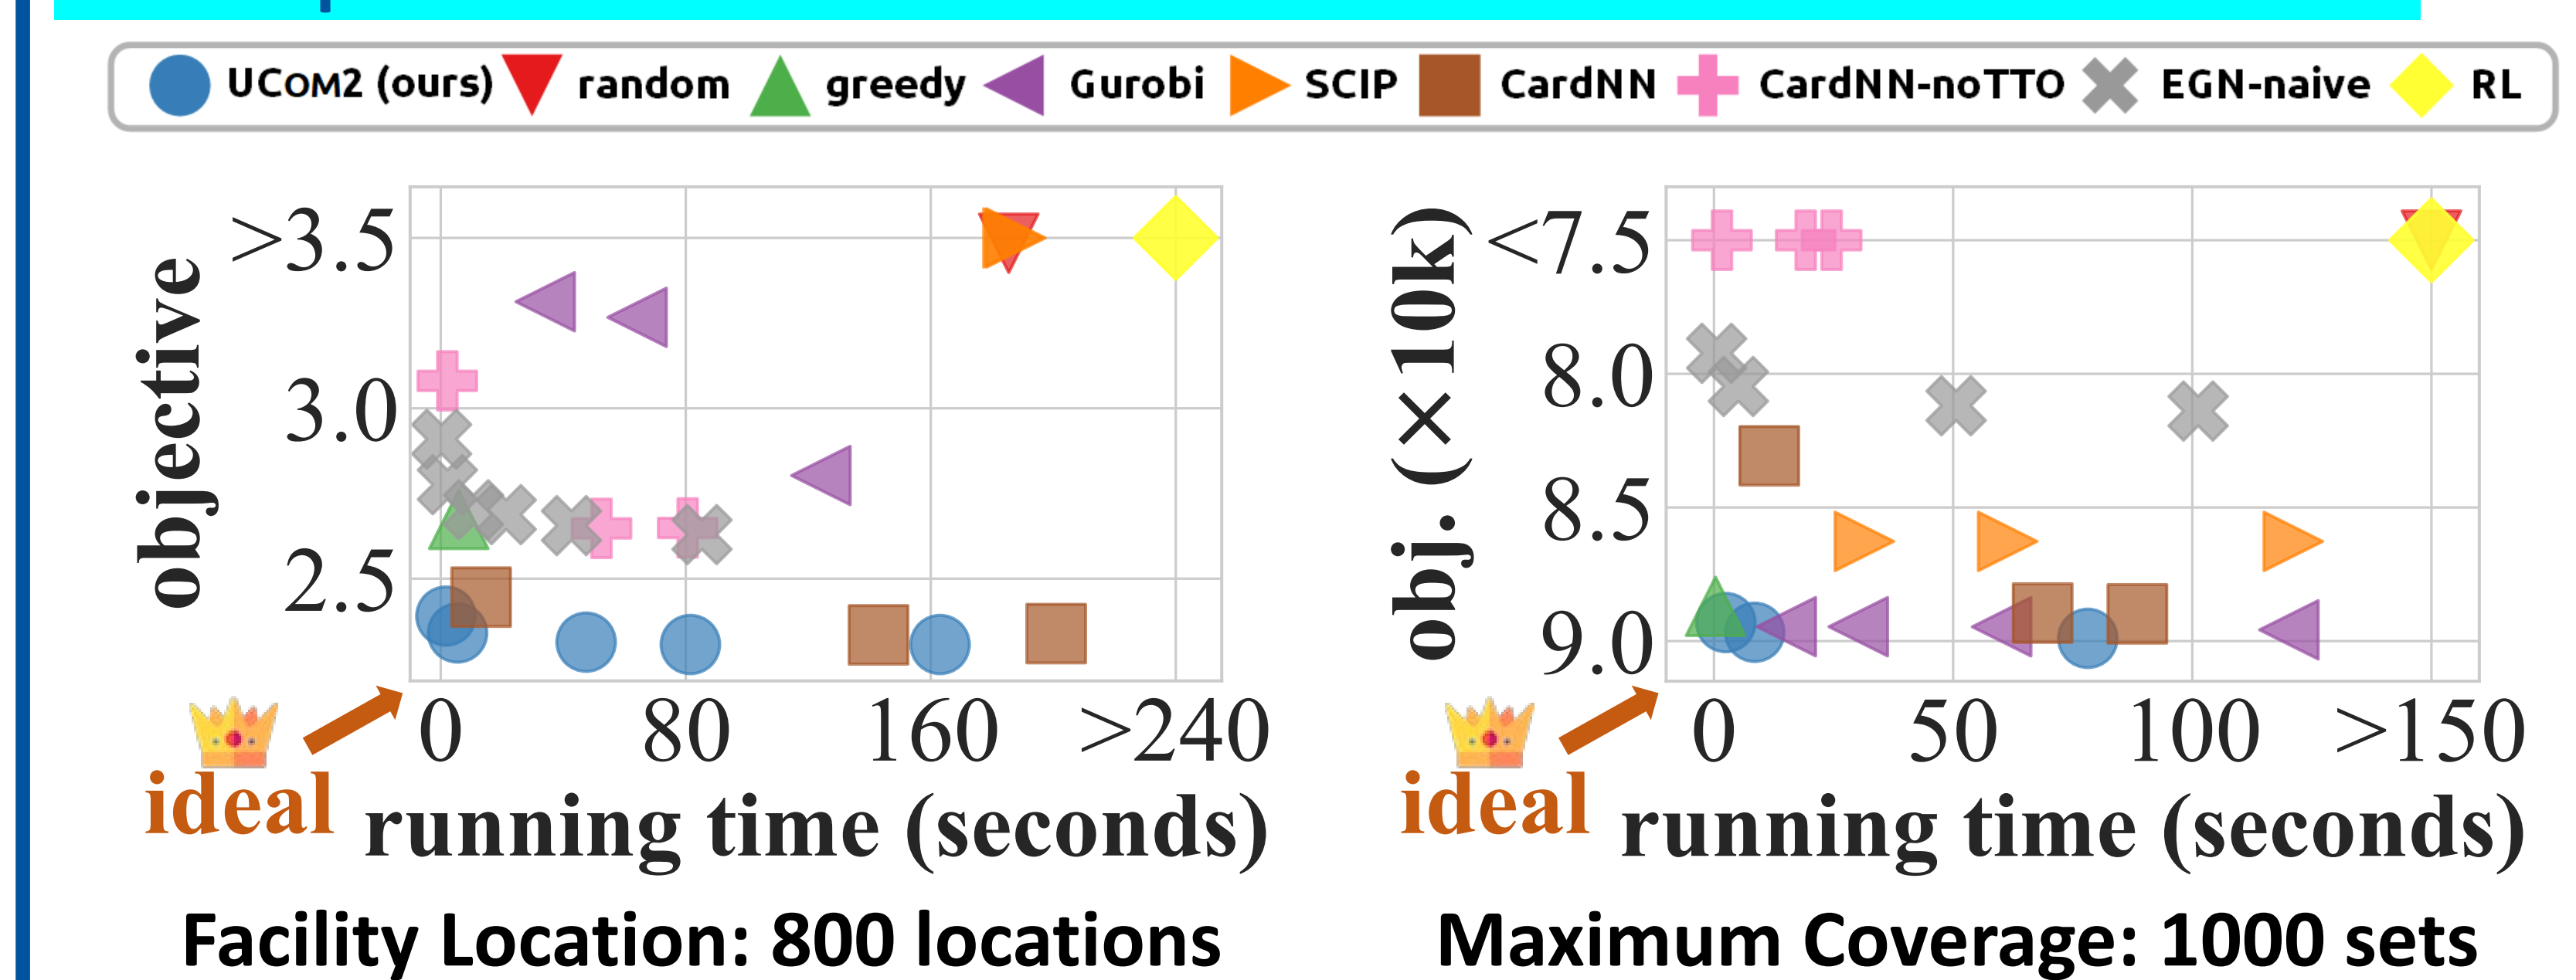 UCOM2 (ours) random greedy Gurobi SCIP CardNN CardNN-noTTO EGN-naive RL
objective
>3.5
3.0
2.5
0 80 160 >240
ideal
running time (seconds)
Facility Location: 800 locations
obj. (×10k)
<7.5
8.0
8.5
9.0
0 50 100 >150
ideal
running time (seconds)
Maximum Coverage: 1000 sets